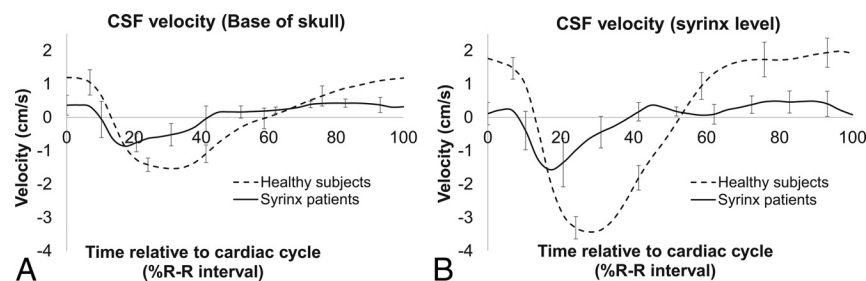 CSF velocity (Base of skull)
2
1
0
-1
-2
-3
-4
0
20
40
60
80
100
Velocity (cm/s)
Healthy subjects
Syrinx patients
Time relative to cardiac cycle
(%R-R interval)
A
CSF velocity (syrinx level)
2
1
0
-1
-2
-3
-4
0
20
40
60
80
100
Velocity (cm/s)
Healthy subjects
Syrinx patients
Time relative to cardiac cycle
(%R-R interval)
B